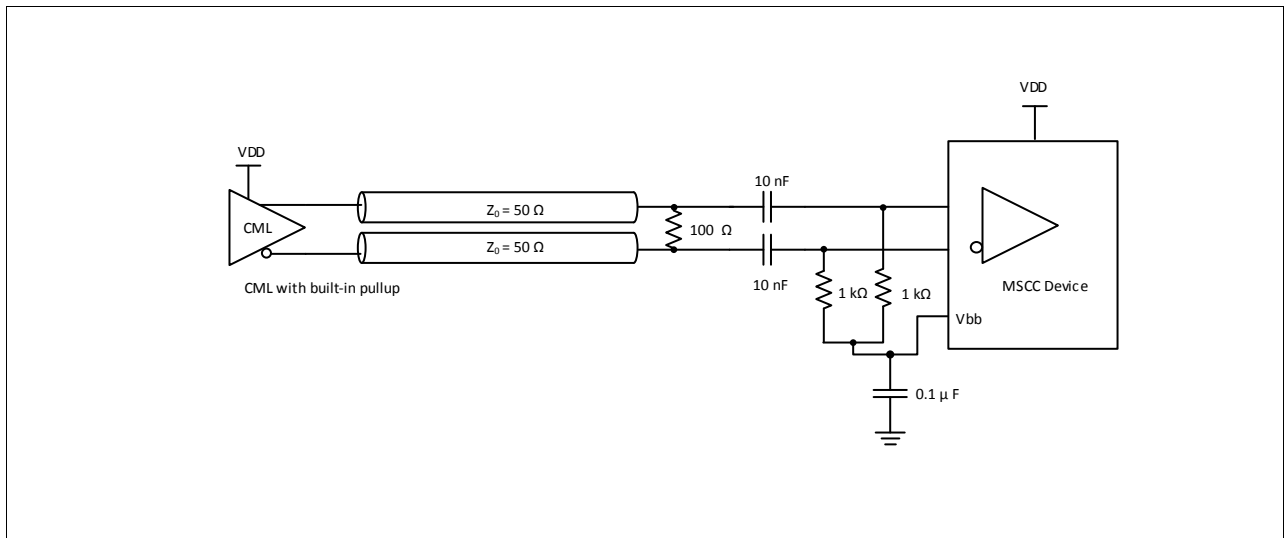 VDD
VDD
10 nF
Z₀ = 50 Ω
CML
100 Ω
Z₀ = 50 Ω
10 nF
CML with built-in pullup
1 kΩ
1 kΩ
MSCC Device
Vbb
0.1 µ F